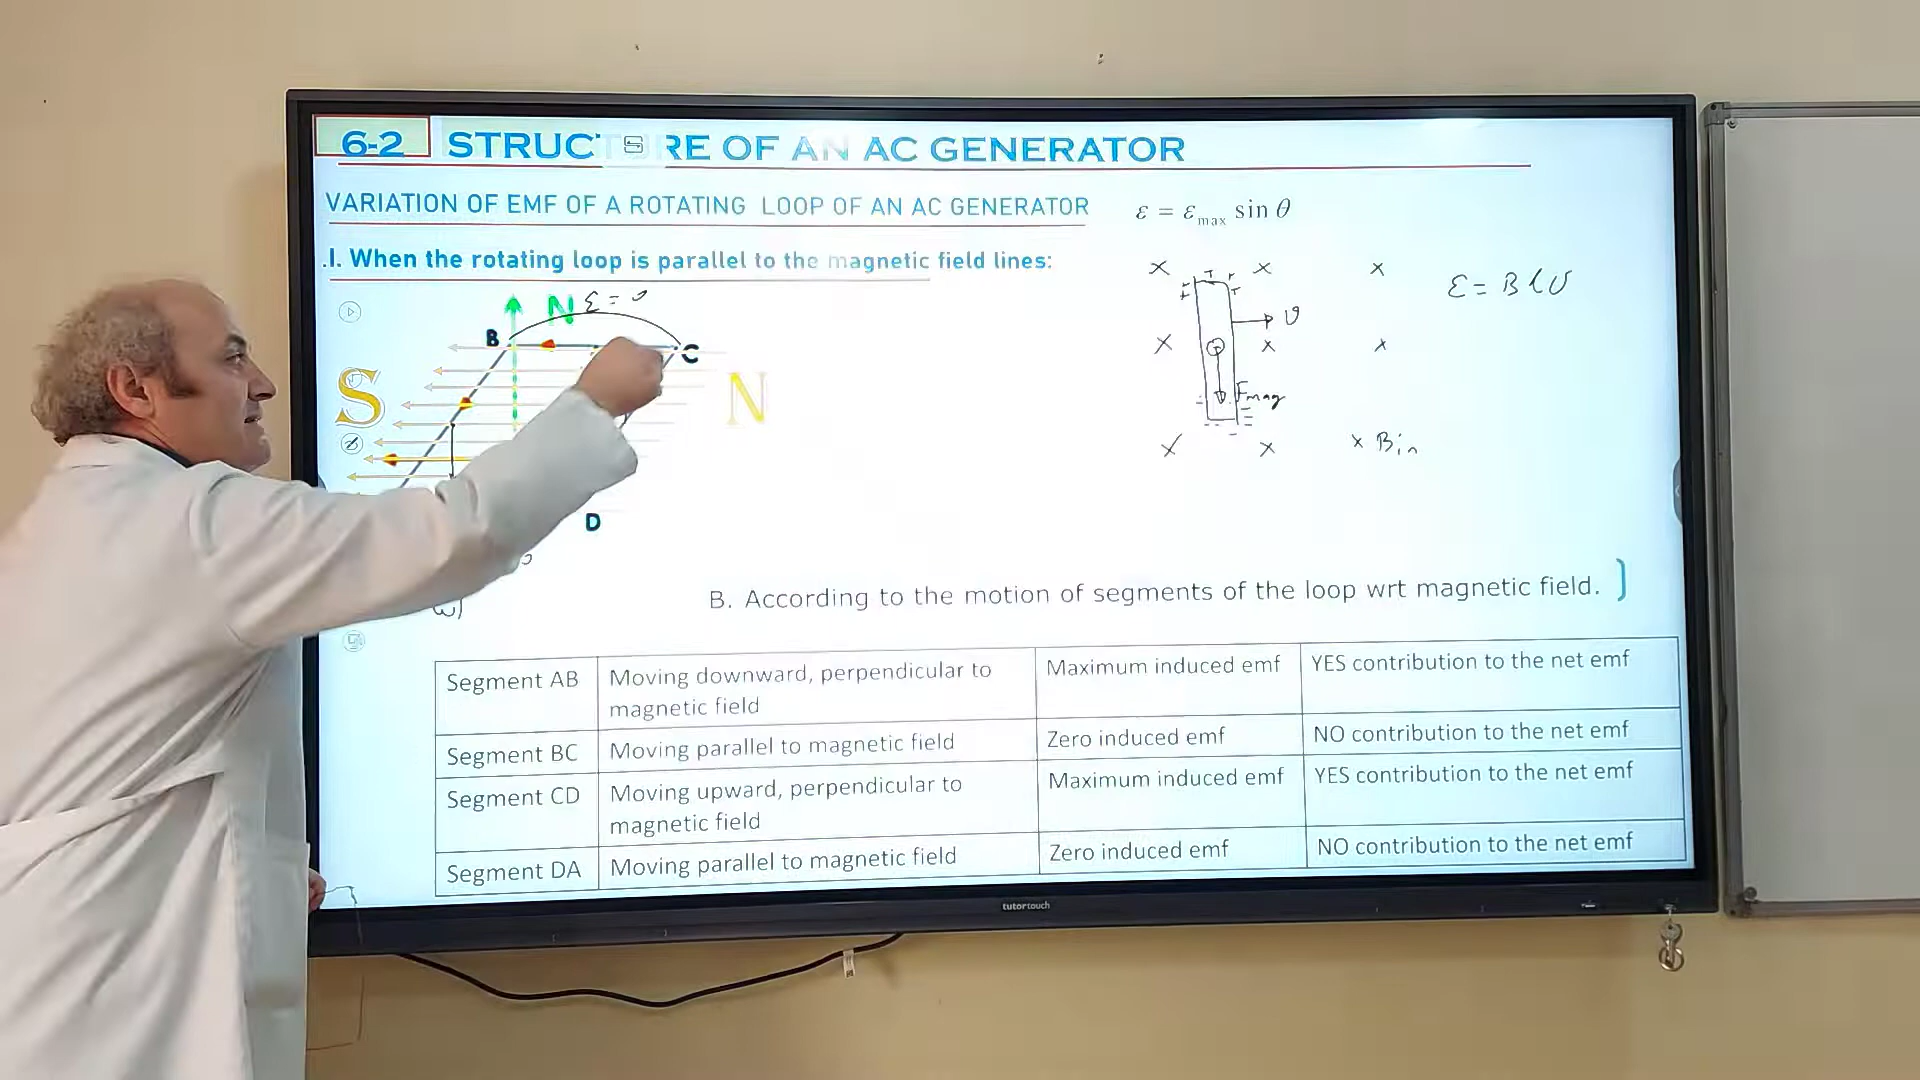 6-2 STRUC RE OF AN AC GENERATOR
VARIATION OF EMF OF A ROTATING LOOP OF AN AC GENERATOR
ε = ε max sin θ
.I. When the rotating loop is parallel to the magnetic field lines:
N ε =
B
C
S
N
D
ε = B l v
v
Fmag
Bin
B. According to the motion of segments of the loop wrt magnetic field.
Segment AB Moving downward, perpendicular to magnetic field Maximum induced emf YES contribution to the net emf
Segment BC Moving parallel to magnetic field Zero induced emf NO contribution to the net emf
Segment CD Moving upward, perpendicular to magnetic field Maximum induced emf YES contribution to the net emf
Segment DA Moving parallel to magnetic field Zero induced emf NO contribution to the net emf
tutortouch